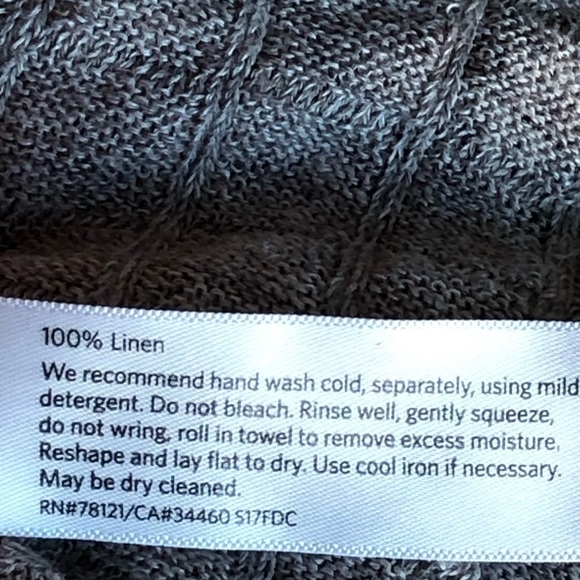 100% Linen
We recommend hand wash cold, separately, using mild
detergent. Do not bleach. Rinse well, gently squeeze,
do not wring, roll in towel to remove excess moisture.
Reshape and lay flat to dry. Use cool iron if necessary.
May be dry cleaned.
RN#78121/CA#34460 S17FDC